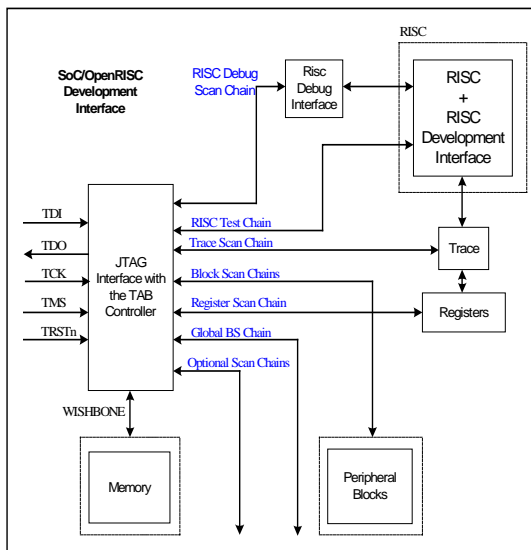 RISC
SoC/OpenRISC
Development
Interface
RISC Debug
Scan Chain
Risc
Debug
Interface
RISC
+
RISC
Development
Interface
TDI
TDO
TCK
TMS
TRSTn
JTAG
Interface with
the TAB
Controller
RISC Test Chain
Trace Scan Chain
Block Scan Chains
Register Scan Chain
Global BS Chain
Optional Scan Chains
Trace
Registers
WISHBONE
Memory
Peripheral
Blocks